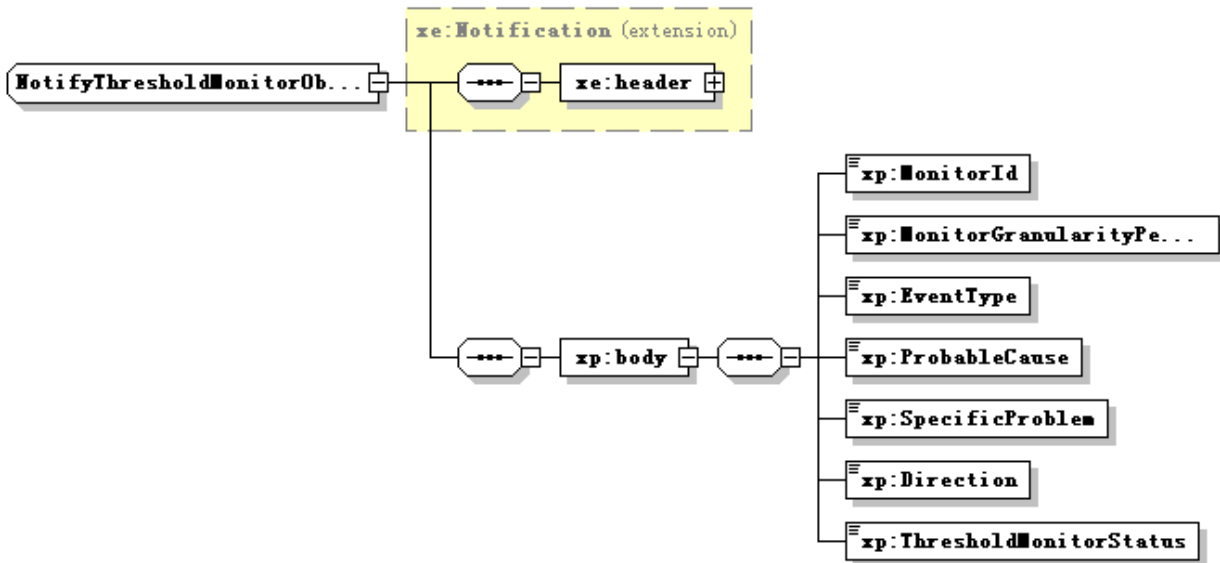 xe:Notification (extension)
NotifyThresholdMonitorOb...
xe:header
xp:MonitorId
xp:MonitorGranularityPe...
xp:EventType
xp:body
xp:ProbableCause
xp:SpecificProblem
xp:Direction
xp:ThresholdMonitorStatus